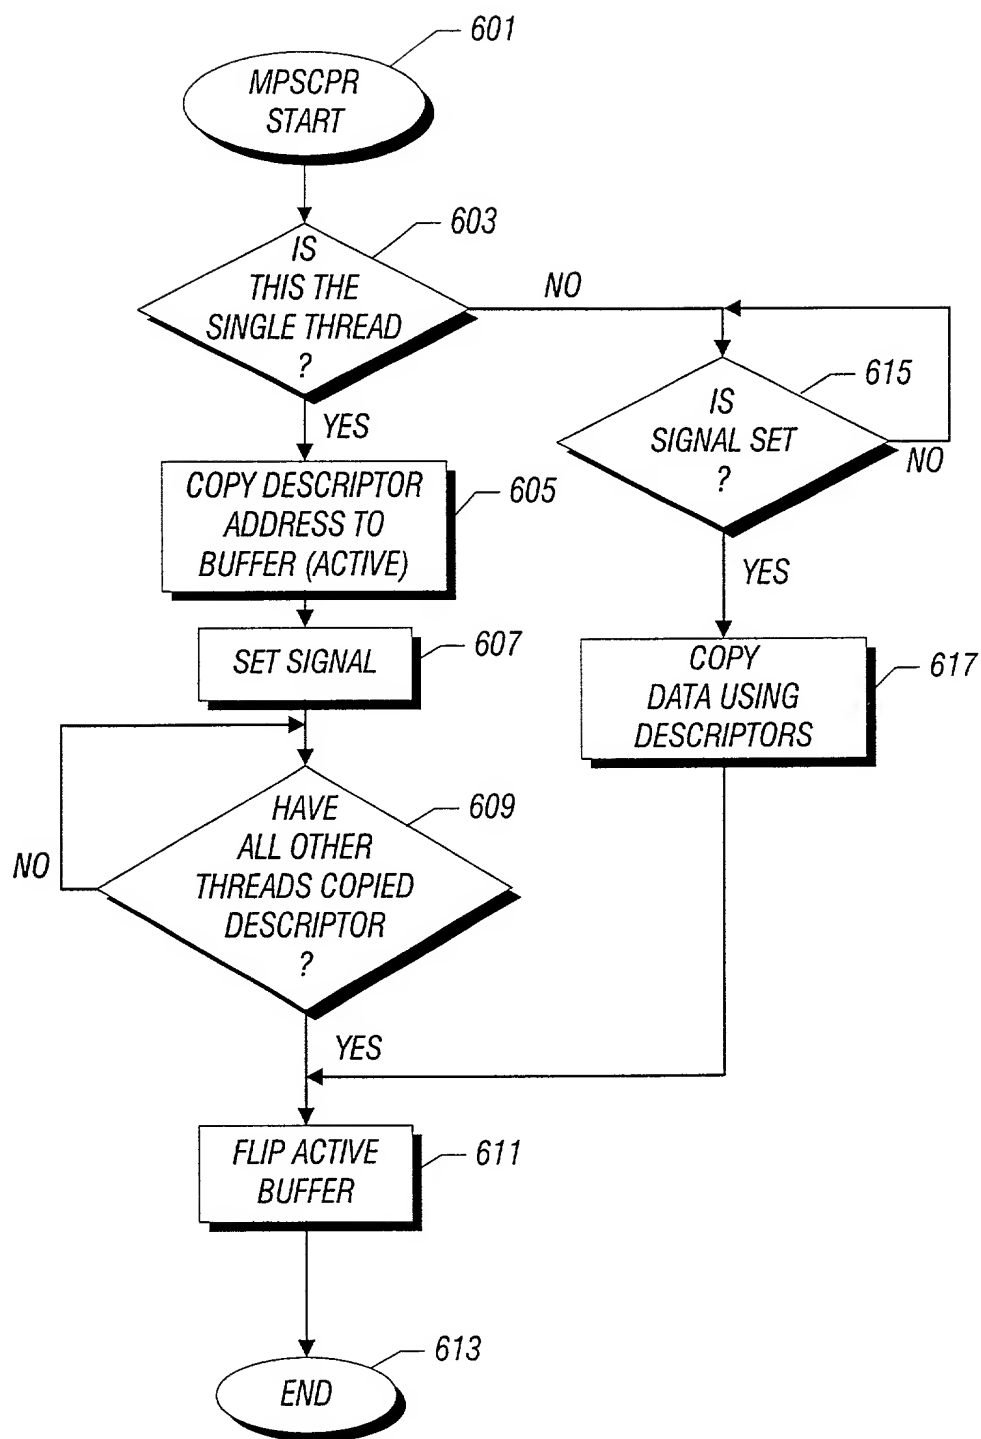 601
MPSCPR
START
603
IS
THIS THE
SINGLE THREAD
?
NO
YES
615
IS
SIGNAL SET
?
NO
YES
COPY DESCRIPTOR
ADDRESS TO
BUFFER (ACTIVE)
605
SET SIGNAL
607
COPY
DATA USING
DESCRIPTORS
617
HAVE
ALL OTHER
THREADS COPIED
DESCRIPTOR
?
609
NO
YES
FLIP ACTIVE
BUFFER
611
END
613